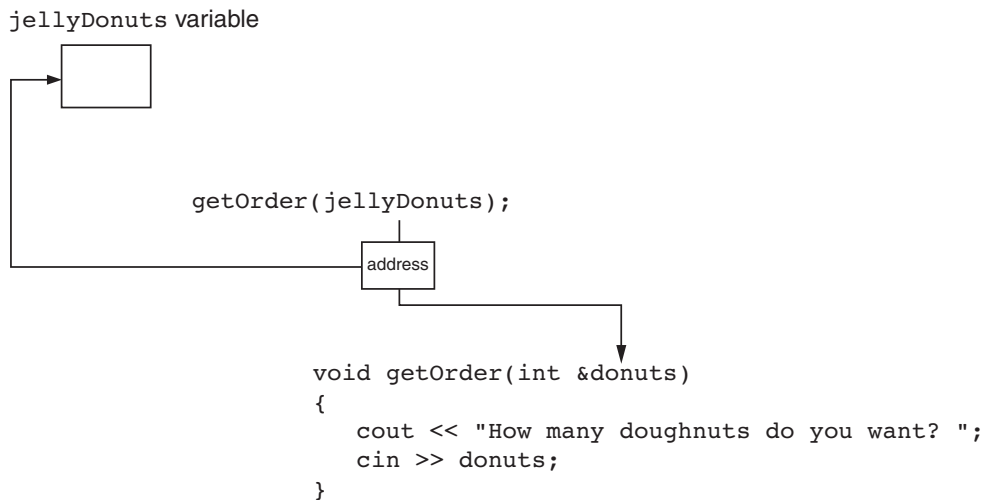 jellyDonuts variable
getOrder(jellyDonuts);
address
void getOrder(int &donuts)
{
cout << "How many doughnuts do you want? ";
cin >> donuts;
}